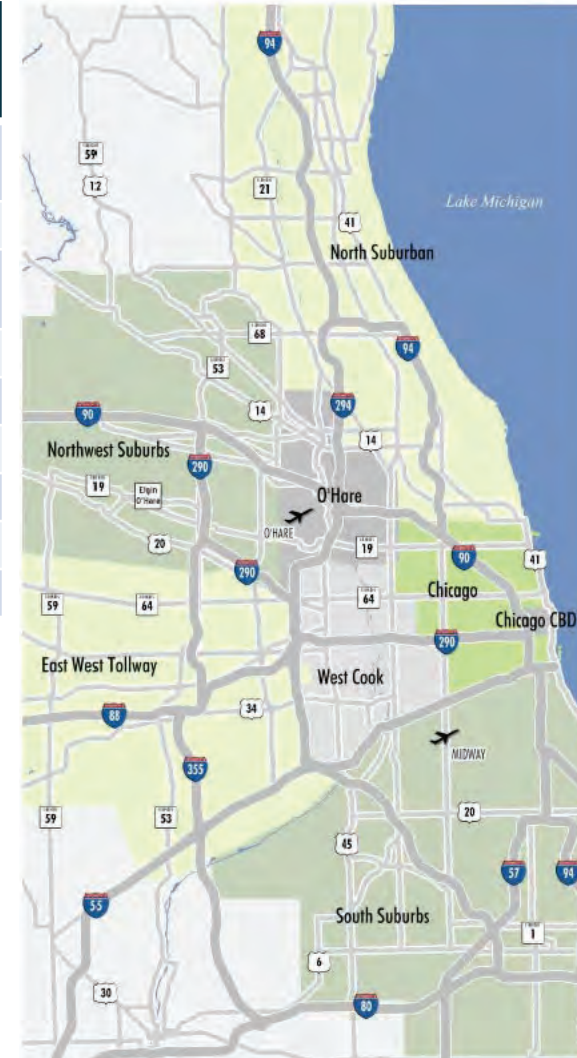 94
59
12
21
41
Lake Michigan
North Suburban
68
94
53
294
14
90
14
Northwest Suburbs
290
19
Elgin
O'Hare
O'Hare
O'HARE
20
19
90
41
290
59
64
64
Chicago
Chicago CBD
290
East West Tollway
West Cook
34
88
MIDWAY
355
59
53
20
45
57
94
55
South Suburbs
1
6
30
80